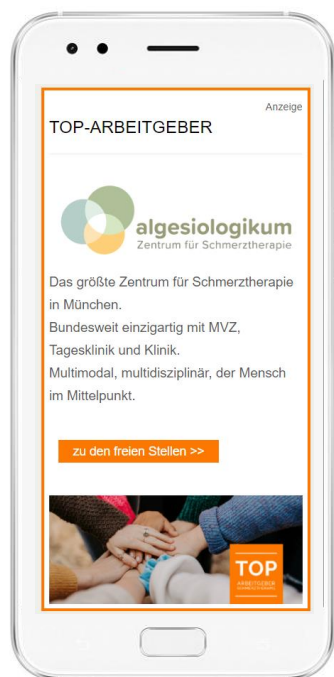 Anzeige
TOP-ARBEITGEBER
algesiologikum
Zentrum für Schmerztherapie
Das größte Zentrum für Schmerztherapie
in München.
Bundesweit einzigartig mit MVZ,
Tagesklinik und Klinik.
Multimodal, multidisziplinär, der Mensch
im Mittelpunkt.
zu den freien Stellen >>
TOP
ARBEITGEBER